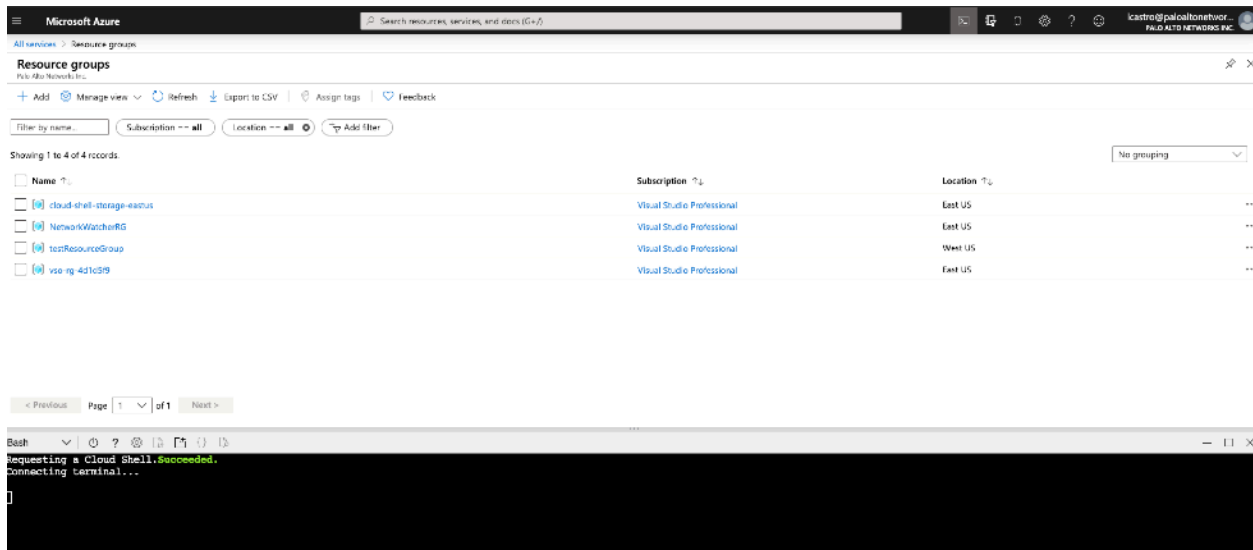 Microsoft Azure
Search resources, services, and docs (G+/)
lcastro@paloaltonetwor...
PALO ALTO NETWORKS INC.
All services > Resource groups
Resource groups
Palo Alto Networks Inc.
Add Manage view Refresh Export to CSV Assign tags Feedback
Filter by name... Subscription == all Location == all Add filter
Showing 1 to 4 of 4 records.
No grouping
Name Subscription Location
cloud-shell-storage-eastus Visual Studio Professional East US
NetworkWatcherRG Visual Studio Professional East US
testResourceGroup Visual Studio Professional West US
Visual Studio Professional East US
< Previous Page 1 of 1 Next >
Bash
Requesting a Cloud Shell.Succeeded.
Connecting terminal...